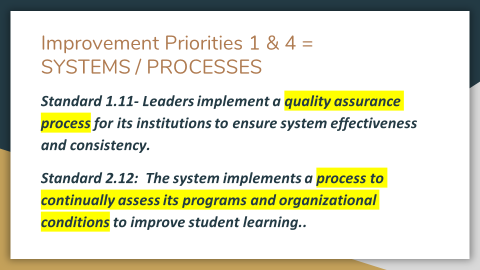 Improvement Priorities 1 & 4 =
SYSTEMS / PROCESSES
Standard 1.11- Leaders implement a quality assurance
process for its institutions to ensure system effectiveness
and consistency.
Standard 2.12:  The system implements a process to
continually assess its programs and organizational
conditions to improve student learning..